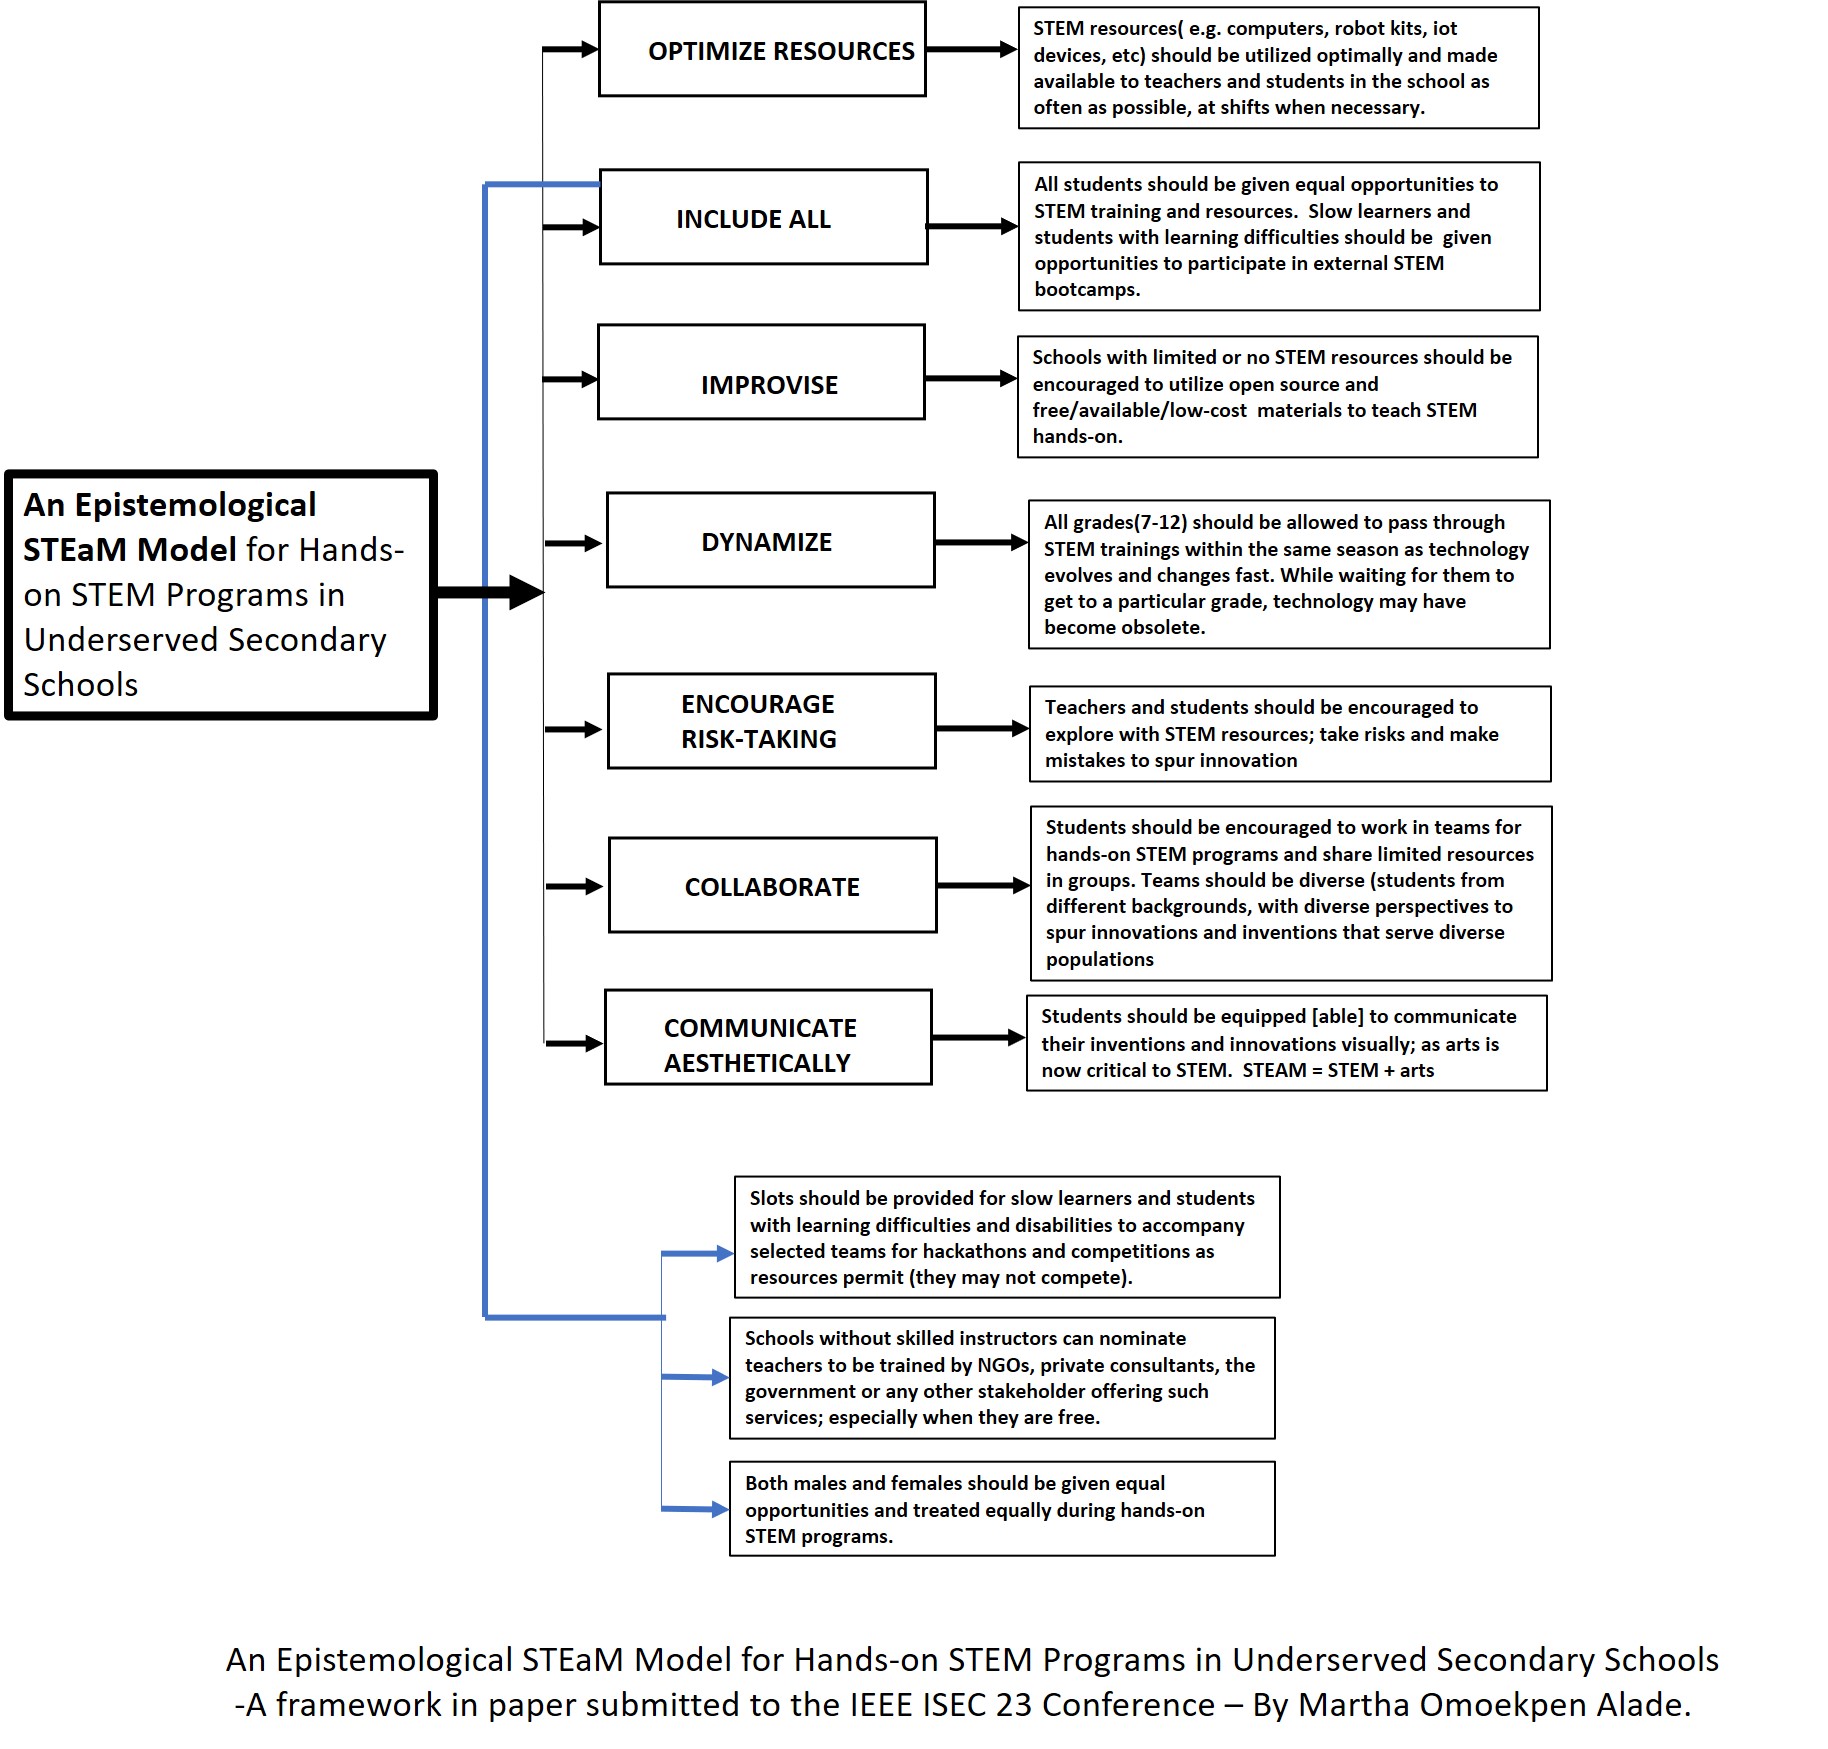 OPTIMIZE RESOURCES
STEM resources( e.g. computers, robot kits, iot
devices, etc) should be utilized optimally and made
available to teachers and students in the school as
often as possible, at shifts when necessary.
INCLUDE ALL
All students should be given equal opportunities to
STEM training and resources.  Slow learners and
students with learning difficulties should be  given
opportunities to participate in external STEM
bootcamps.
IMPROVISE
Schools with limited or no STEM resources should be
encouraged to utilize open source and
free/available/low-cost  materials to teach STEM
hands-on.
An Epistemological
STEaM Model for Hands-
on STEM Programs in
Underserved Secondary
Schools
DYNAMIZE
All grades(7-12) should be allowed to pass through
STEM trainings within the same season as technology
evolves and changes fast. While waiting for them to
get to a particular grade, technology may have
become obsolete.
ENCOURAGE
RISK-TAKING
Teachers and students should be encouraged to
explore with STEM resources; take risks and make
mistakes to spur innovation
COLLABORATE
Students should be encouraged to work in teams for
hands-on STEM programs and share limited resources
in groups. Teams should be diverse (students from
different backgrounds, with diverse perspectives to
spur innovations and inventions that serve diverse
populations
COMMUNICATE
AESTHETICALLY
Students should be equipped [able] to communicate
their inventions and innovations visually; as arts is
now critical to STEM.  STEAM = STEM + arts
Slots should be provided for slow learners and students
with learning difficulties and disabilities to accompany
selected teams for hackathons and competitions as
resources permit (they may not compete).
Schools without skilled instructors can nominate
teachers to be trained by NGOs, private consultants, the
government or any other stakeholder offering such
services; especially when they are free.
Both males and females should be given equal
opportunities and treated equally during hands-on
STEM programs.
An Epistemological STEaM Model for Hands-on STEM Programs in Underserved Secondary Schools
-A framework in paper submitted to the IEEE ISEC 23 Conference – By Martha Omoekpen Alade.